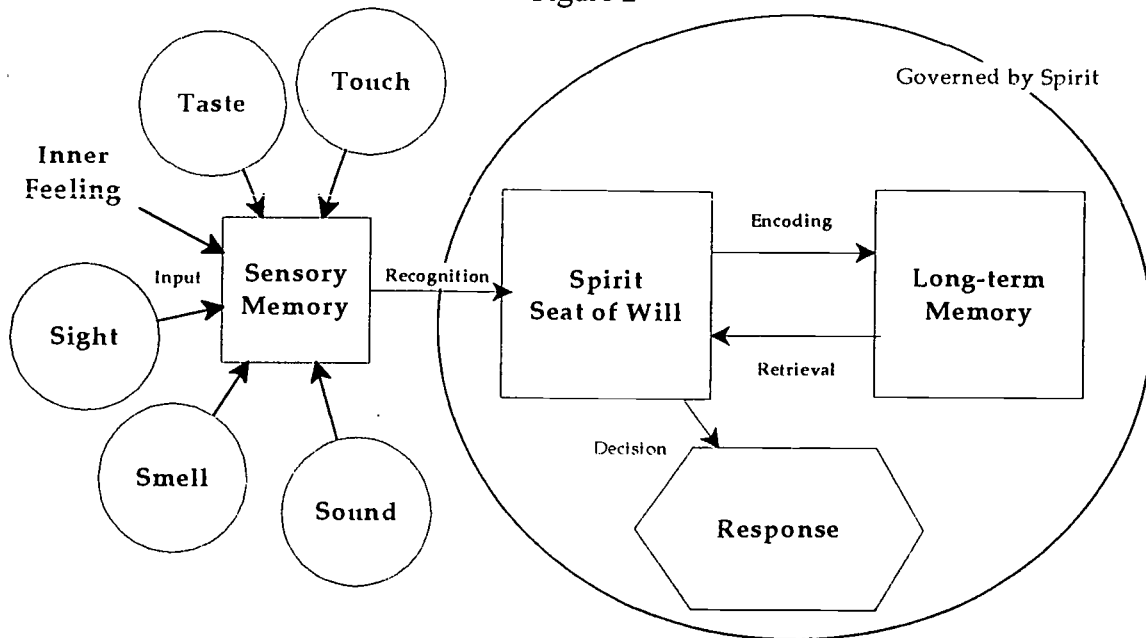 Taste
Touch
Governed by Spirit
Inner
Feeling
Input
Sensory
Memory
Recognition
Spirit
Seat of Will
Encoding
Retrieval
Long-term
Memory
Sight
Smell
Sound
Decision
Response